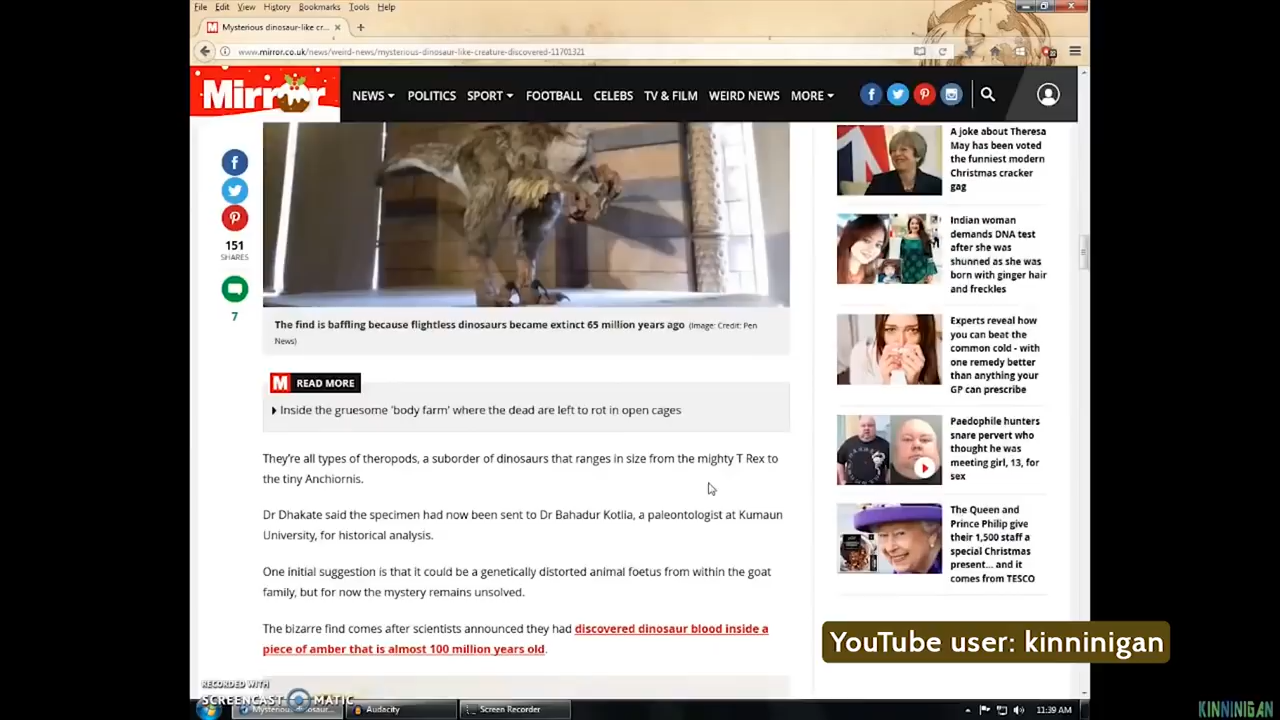 File Edit View History Bookmarks Tools Help
M Mysterious dinosaur-like cr... × +
www.mirror.co.uk/news/weird-news/mysterious-dinosaur-like-creature-discovered-11701321
Mirror NEWS POLITICS SPORT FOOTBALL CELEBS TV & FILM WEIRD NEWS MORE
151
SHARES
7
The find is baffling because flightless dinosaurs became extinct 65 million years ago (Image: Credit: Pen
News)
M READ MORE
Inside the gruesome 'body farm' where the dead are left to rot in open cages
They're all types of theropods, a suborder of dinosaurs that ranges in size from the mighty T Rex to
the tiny Anchiornis.
Dr Dhakate said the specimen had now been sent to Dr Bahadur Kotlia, a paleontologist at Kumaun
University, for historical analysis.
One initial suggestion is that it could be a genetically distorted animal foetus from within the goat
family, but for now the mystery remains unsolved.
The bizarre find comes after scientists announced they had discovered dinosaur blood inside a
piece of amber that is almost 100 million years old.
A joke about Theresa
May has been voted
the funniest modern
Christmas cracker
gag
Indian woman
demands DNA test
after she was
shunned as she was
born with ginger hair
and freckles
Experts reveal how
you can beat the
common cold - with
one remedy better
than anything your
GP can prescribe
Paedophile hunters
snare pervert who
thought he was
meeting girl, 13, for
sex
The Queen and
Prince Philip give
their 1,500 staff a
special Christmas
present... and it
comes from TESCO
YouTube user: kinninigan
RECORDED WITH
SCREENCAST MATIC
Mysterious dinosaur... Audacity Screen Recorder 11:39 AM
KINNINIGAN